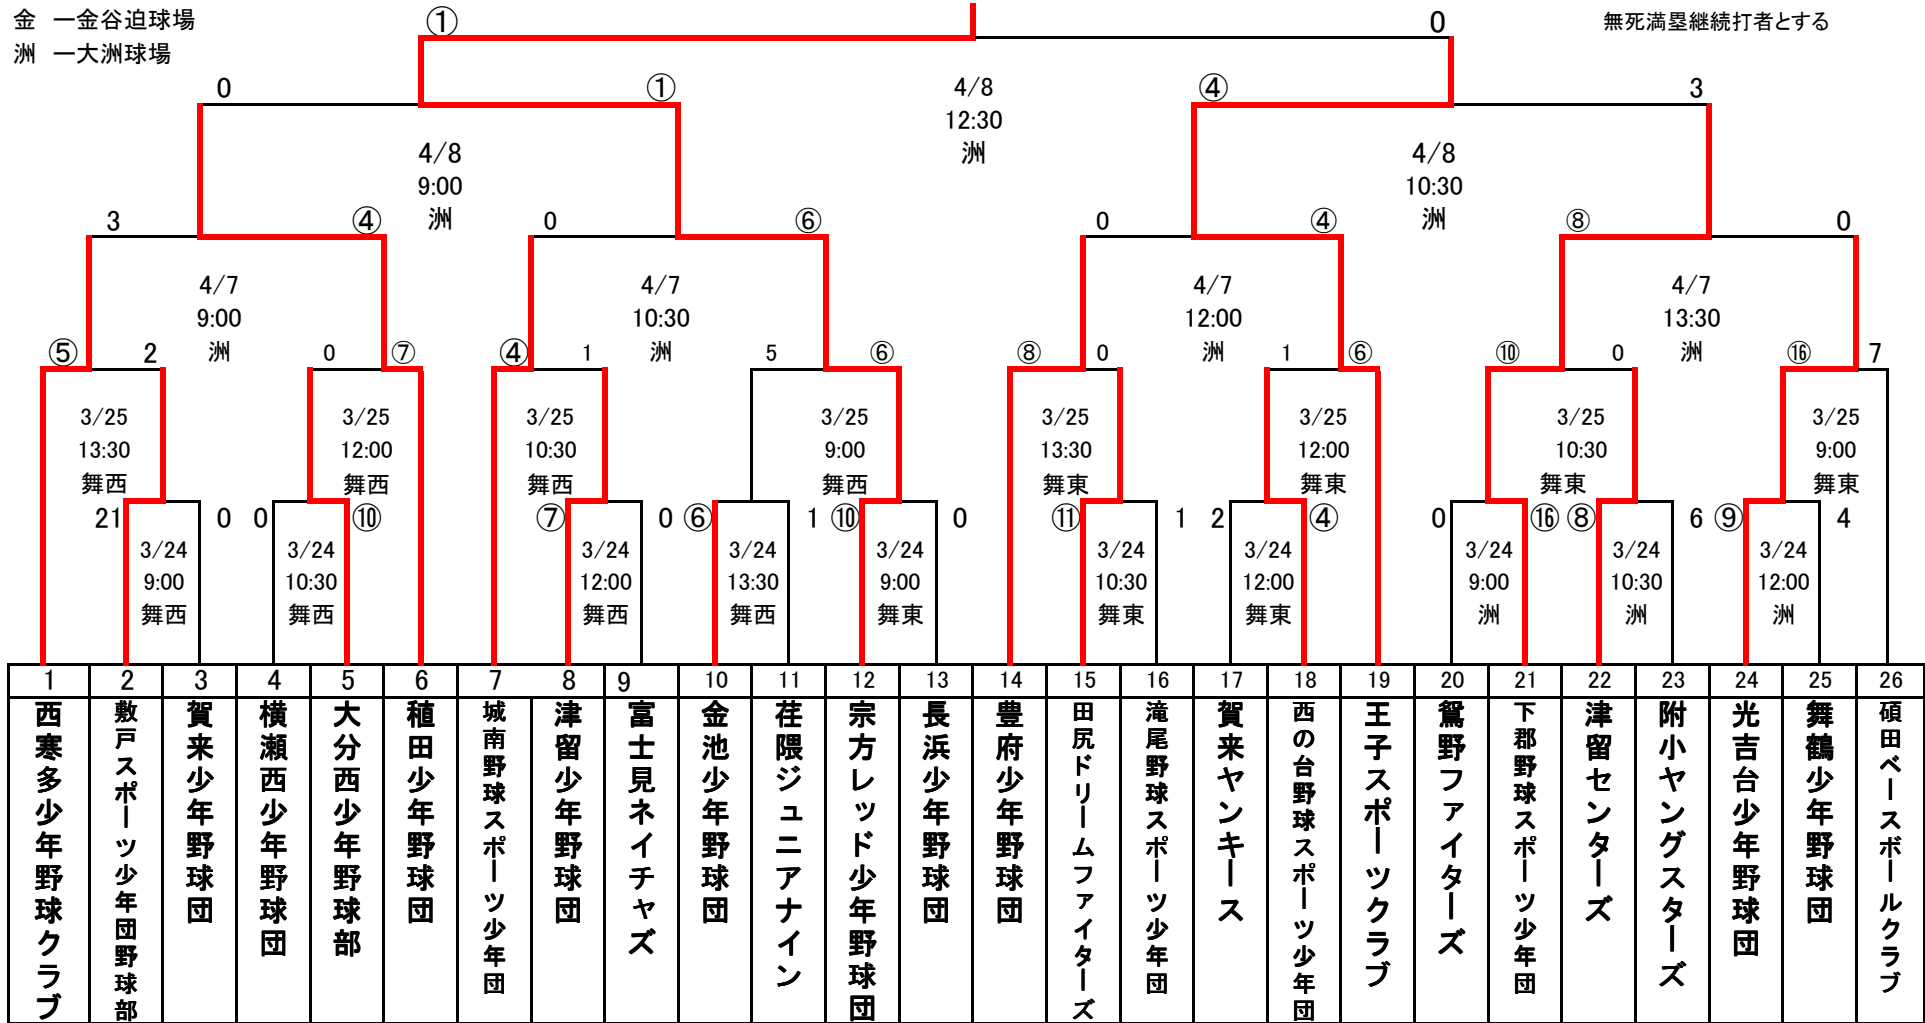 金 ー金谷迫球場
洲 ー大洲球場
無死満塁継続打者とする
① 0
4/8
12:30
洲
0 ①
4/8
9:00
洲
④ 3
4/8
10:30
洲
3 ④
4/7
9:00
洲
0 ⑥
4/7
10:30
洲
0 ④
4/7
12:00
洲
⑧ 0
4/7
13:30
洲
⑤ 2
3/25
13:30
舞西
0 ⑦
3/25
12:00
舞西
④ 1
3/25
10:30
舞西
5 ⑥
3/25
9:00
舞西
⑧ 0
3/25
13:30
舞東
1 ⑥
3/25
12:00
舞東
⑩ 0
3/25
10:30
舞東
⑯ 7
3/25
9:00
舞東
21 0
3/24
9:00
舞西
0 ⑩
3/24
10:30
舞西
⑦ 0
3/24
12:00
舞西
⑥ 1
3/24
13:30
舞西
⑩ 0
3/24
9:00
舞東
⑪ 1
3/24
10:30
舞東
2 ④
3/24
12:00
舞東
0 ⑯
3/24
9:00
洲
⑧ 6
3/24
10:30
洲
⑨ 4
3/24
12:00
洲
1 西寒多少年野球クラブ
2 敷戸スポーツ少年団野球部
3 賀来少年野球団
4 横瀬西少年野球団
5 大分西少年野球部
6 稙田少年野球団
7 城南野球スポーツ少年団
8 津留少年野球団
9 富士見ネイチャズ
10 金池少年野球団
11 荏隈ジュニアナイン
12 宗方レッド少年野球団
13 長浜少年野球団
14 豊府少年野球団
15 田尻ドリームファイターズ
16 滝尾野球スポーツ少年団
17 賀来ヤンキース
18 西の台野球スポーツ少年団
19 王子スポーツクラブ
20 鴛野ファイターズ
21 下郡野球スポーツ少年団
22 津留センターズ
23 附小ヤングスターズ
24 光吉台少年野球団
25 舞鶴少年野球団
26 碩田ベースボールクラブ